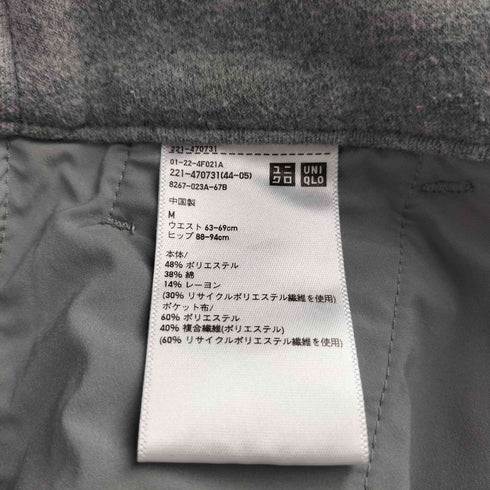 221-470731
01-22-4F021A
221-470731(44-05)
8267-023A-67B
ユニ
クロ
UNI
QLO
中国製
M
ウエスト 63-69cm
ヒップ 88-94cm
本体/
48% ポリエステル
38% 綿
14% レーヨン
(30% リサイクルポリエステル繊維を使用)
ポケット布/
60% ポリエステル
40% 複合繊維(ポリエステル)
(60% リサイクルポリエステル繊維を使用)